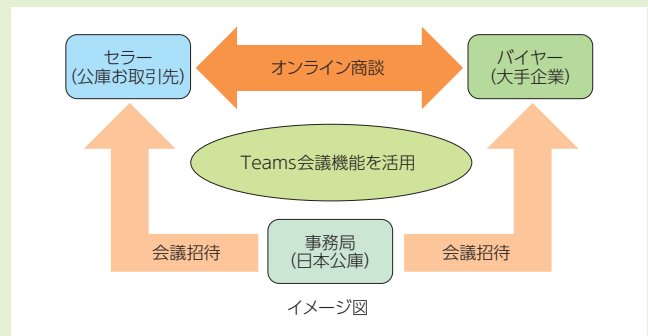 セラー
(公庫お取引先)
オンライン商談
バイヤー
(大手企業)
Teams会議機能を活用
会議招待
事務局
(日本公庫)
会議招待
イメージ図